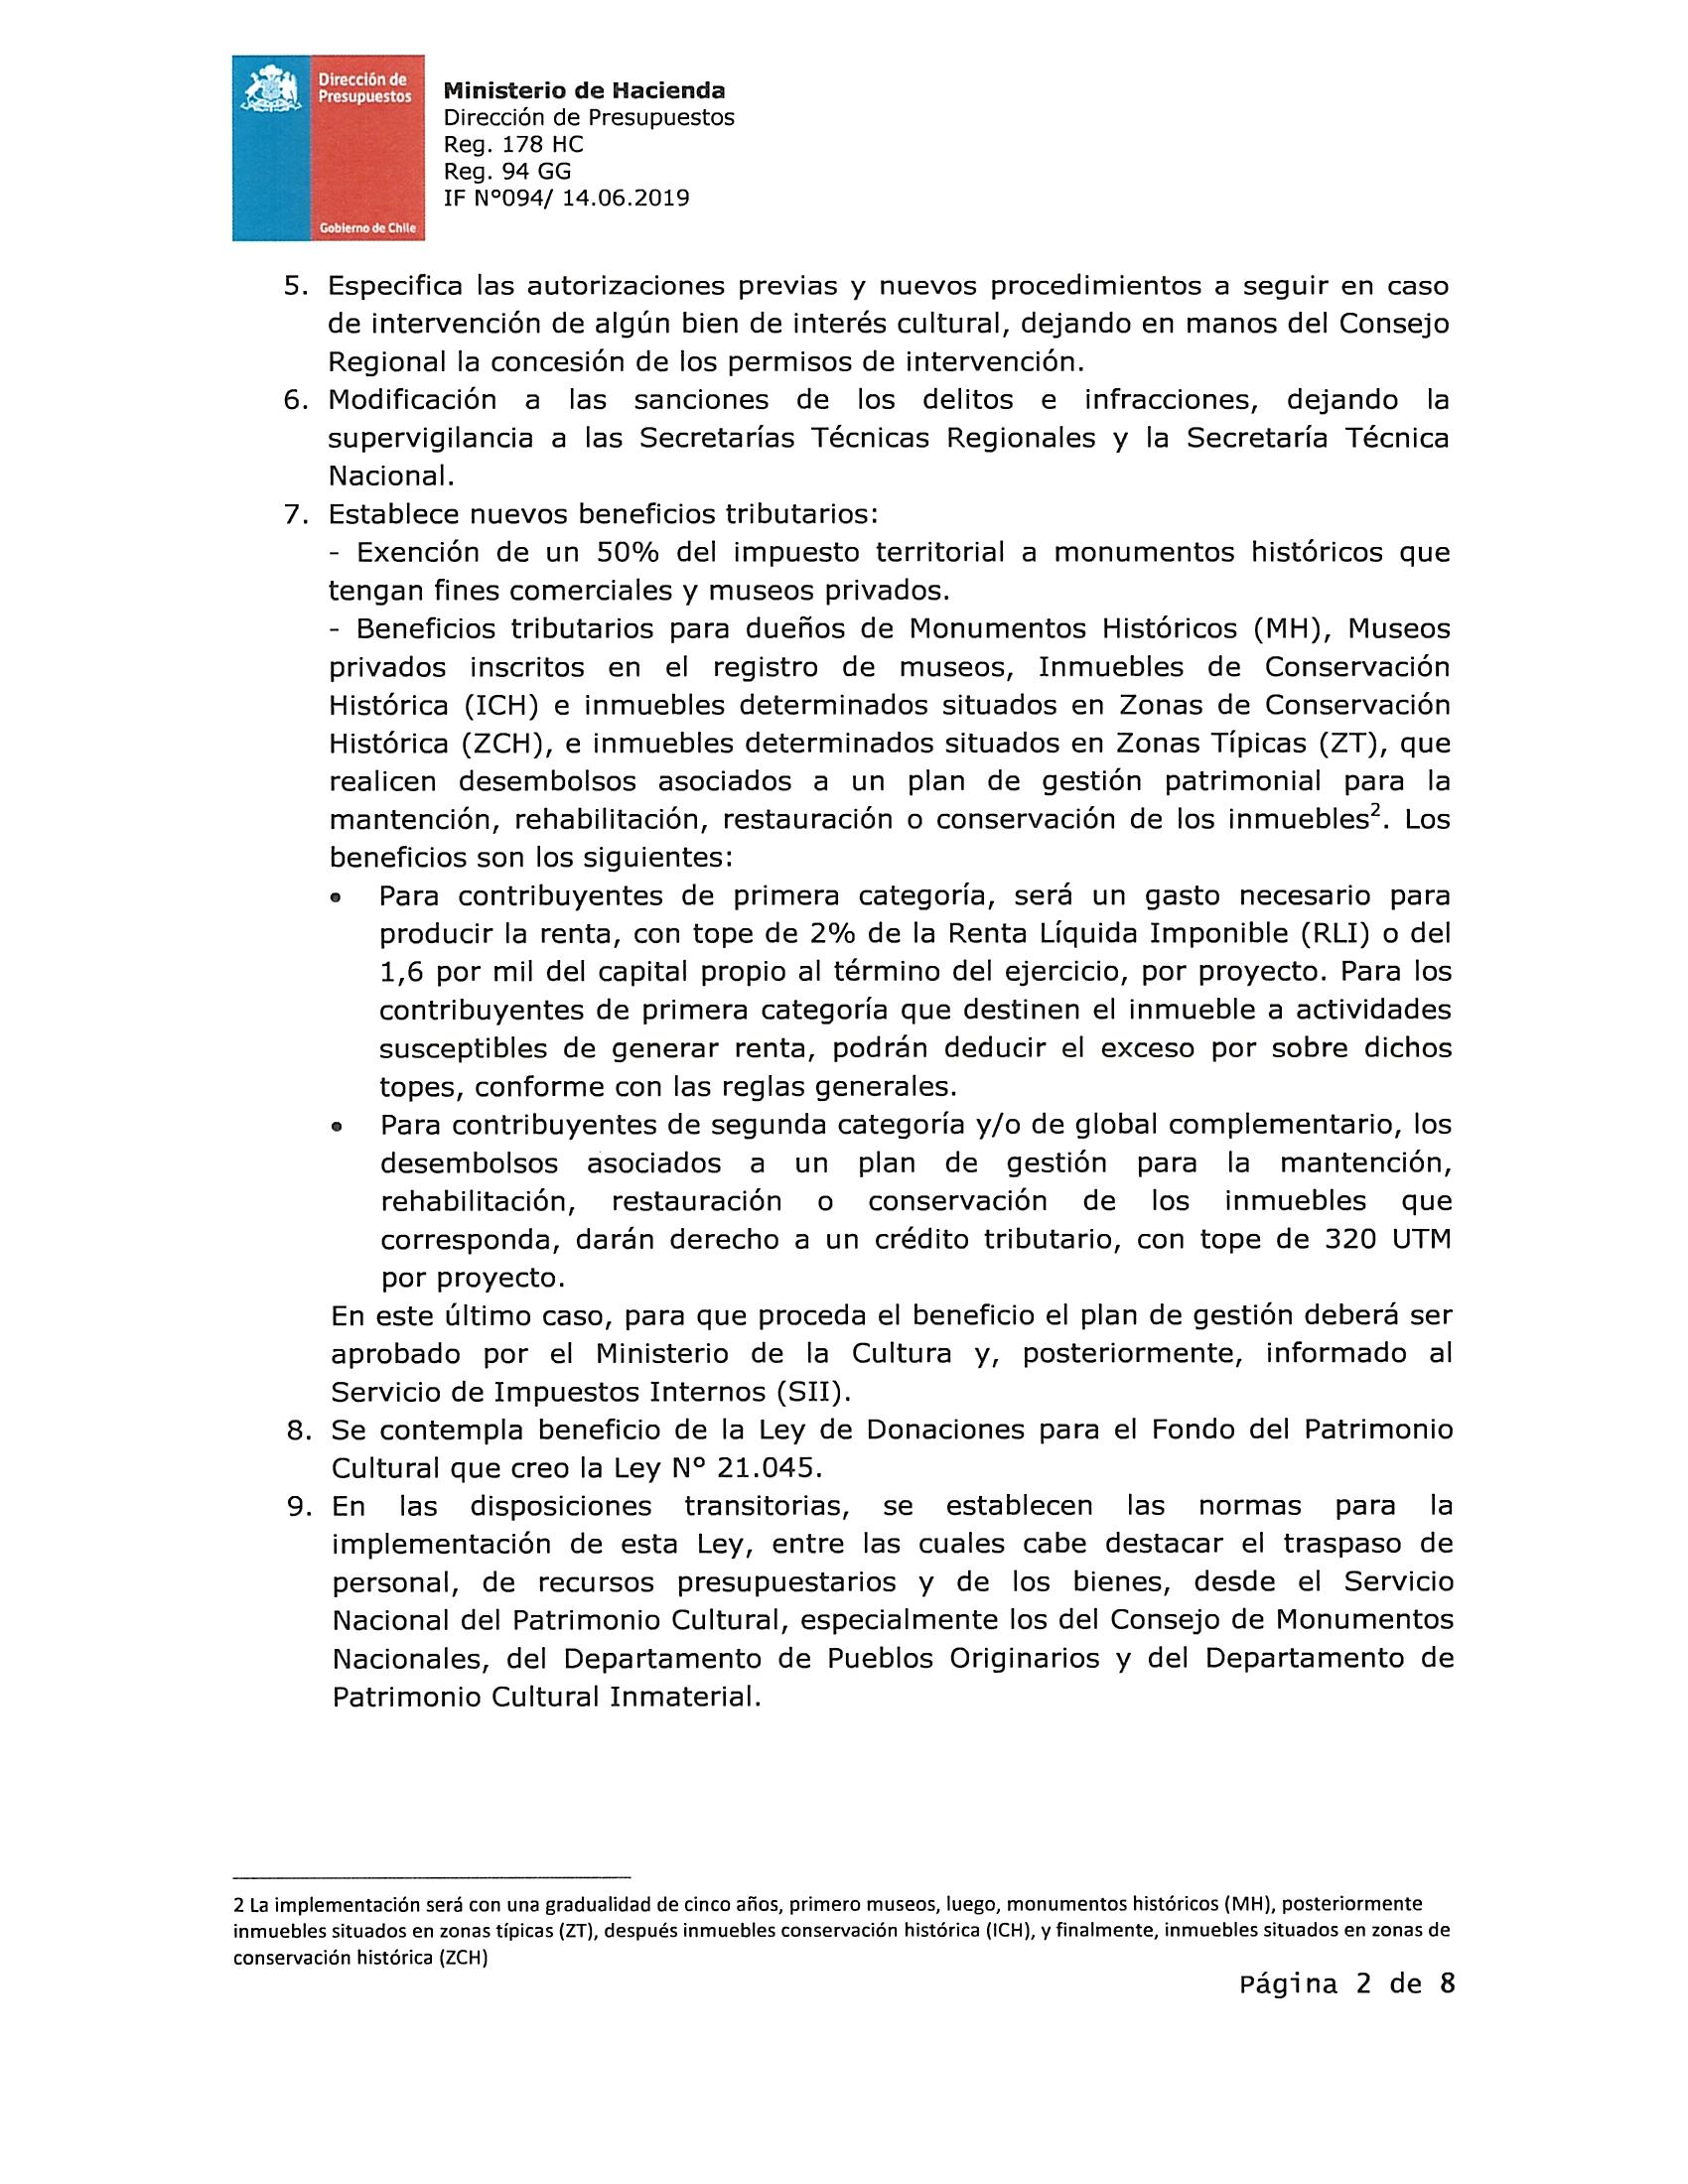 Dirección de
Presupuestos
Gobierno de Chile
Ministerio de Hacienda
Dirección de Presupuestos
Reg. 178 HC
Reg. 94 GG
IF N°094/ 14.06.2019
5. Especifica las autorizaciones previas y nuevos procedimientos a seguir en caso
de intervención de algún bien de interés cultural, dejando en manos del Consejo
Regional la concesión de los permisos de intervención.
6. Modificación a las sanciones de los delitos e infracciones, dejando la
supervigilancia a las Secretarías Técnicas Regionales y la Secretaría Técnica
Nacional.
7. Establece nuevos beneficios tributarios:
- Exención de un 50% del impuesto territorial a monumentos históricos que
tengan fines comerciales y museos privados.
- Beneficios tributarios para dueños de Monumentos Históricos (MH), Museos
privados inscritos en el registro de museos, Inmuebles de Conservación
Histórica (ICH) e inmuebles determinados situados en Zonas de Conservación
Histórica (ZCH), e inmuebles determinados situados en Zonas Típicas (ZT), que
realicen desembolsos asociados a un plan de gestión patrimonial para la
mantención, rehabilitación, restauración o conservación de los inmuebles². Los
beneficios son los siguientes:
• Para contribuyentes de primera categoría, será un gasto necesario para
producir la renta, con tope de 2% de la Renta Líquida Imponible (RLI) o del
1,6 por mil del capital propio al término del ejercicio, por proyecto. Para los
contribuyentes de primera categoría que destinen el inmueble a actividades
susceptibles de generar renta, podrán deducir el exceso por sobre dichos
topes, conforme con las reglas generales.
• Para contribuyentes de segunda categoría y/o de global complementario, los
desembolsos asociados a un plan de gestión para la mantención,
rehabilitación, restauración o conservación de los inmuebles que
corresponda, darán derecho a un crédito tributario, con tope de 320 UTM
por proyecto.
En este último caso, para que proceda el beneficio el plan de gestión deberá ser
aprobado por el Ministerio de la Cultura y, posteriormente, informado al
Servicio de Impuestos Internos (SII).
8. Se contempla beneficio de la Ley de Donaciones para el Fondo del Patrimonio
Cultural que creo la Ley N° 21.045.
9. En las disposiciones transitorias, se establecen las normas para la
implementación de esta Ley, entre las cuales cabe destacar el traspaso de
personal, de recursos presupuestarios y de los bienes, desde el Servicio
Nacional del Patrimonio Cultural, especialmente los del Consejo de Monumentos
Nacionales, del Departamento de Pueblos Originarios y del Departamento de
Patrimonio Cultural Inmaterial.
2 La implementación será con una gradualidad de cinco años, primero museos, luego, monumentos históricos (MH), posteriormente
inmuebles situados en zonas típicas (ZT), después inmuebles conservación histórica (ICH), y finalmente, inmuebles situados en zonas de
conservación histórica (ZCH)
Página 2 de 8